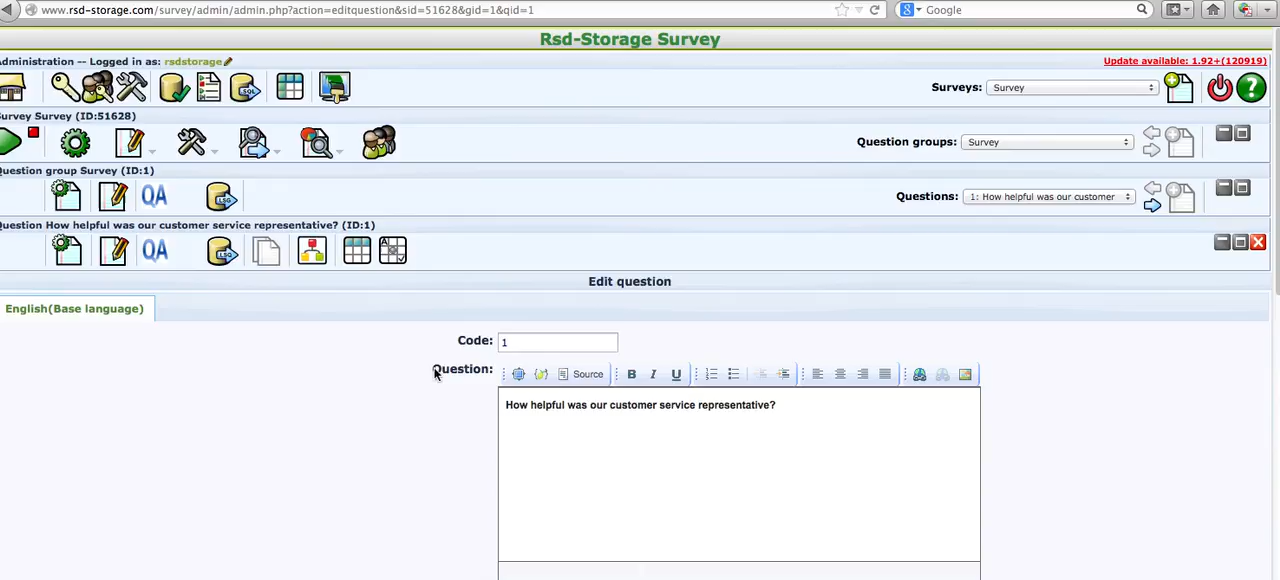 www.rsd-storage.com/survey/admin/admin.php?action=editquestion&sid=51628&gid=1&qid=1
Google
Rsd-Storage Survey
Administration -- Logged in as: rsdstorage
Update available: 1.92+(120919)
SQL
Surveys: Survey
?
Survey Survey (ID:51628)
Question groups: Survey
Question group Survey (ID:1)
QA
LSG
Questions: 1: How helpful was our customer
Question How helpful was our customer service representative? (ID:1)
QA
LSQ
Edit question
English(Base language)
Code: 1
Question:
Source
B I U
How helpful was our customer service representative?